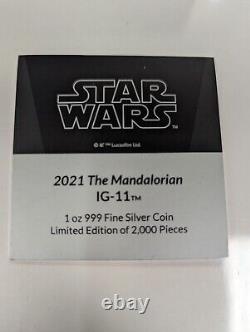 STAR
WARS™
© & ™ Lucasfilm Ltd.
2021 The Mandalorian
IG-11™
1 oz 999 Fine Silver Coin
Limited Edition of 2,000 Pieces